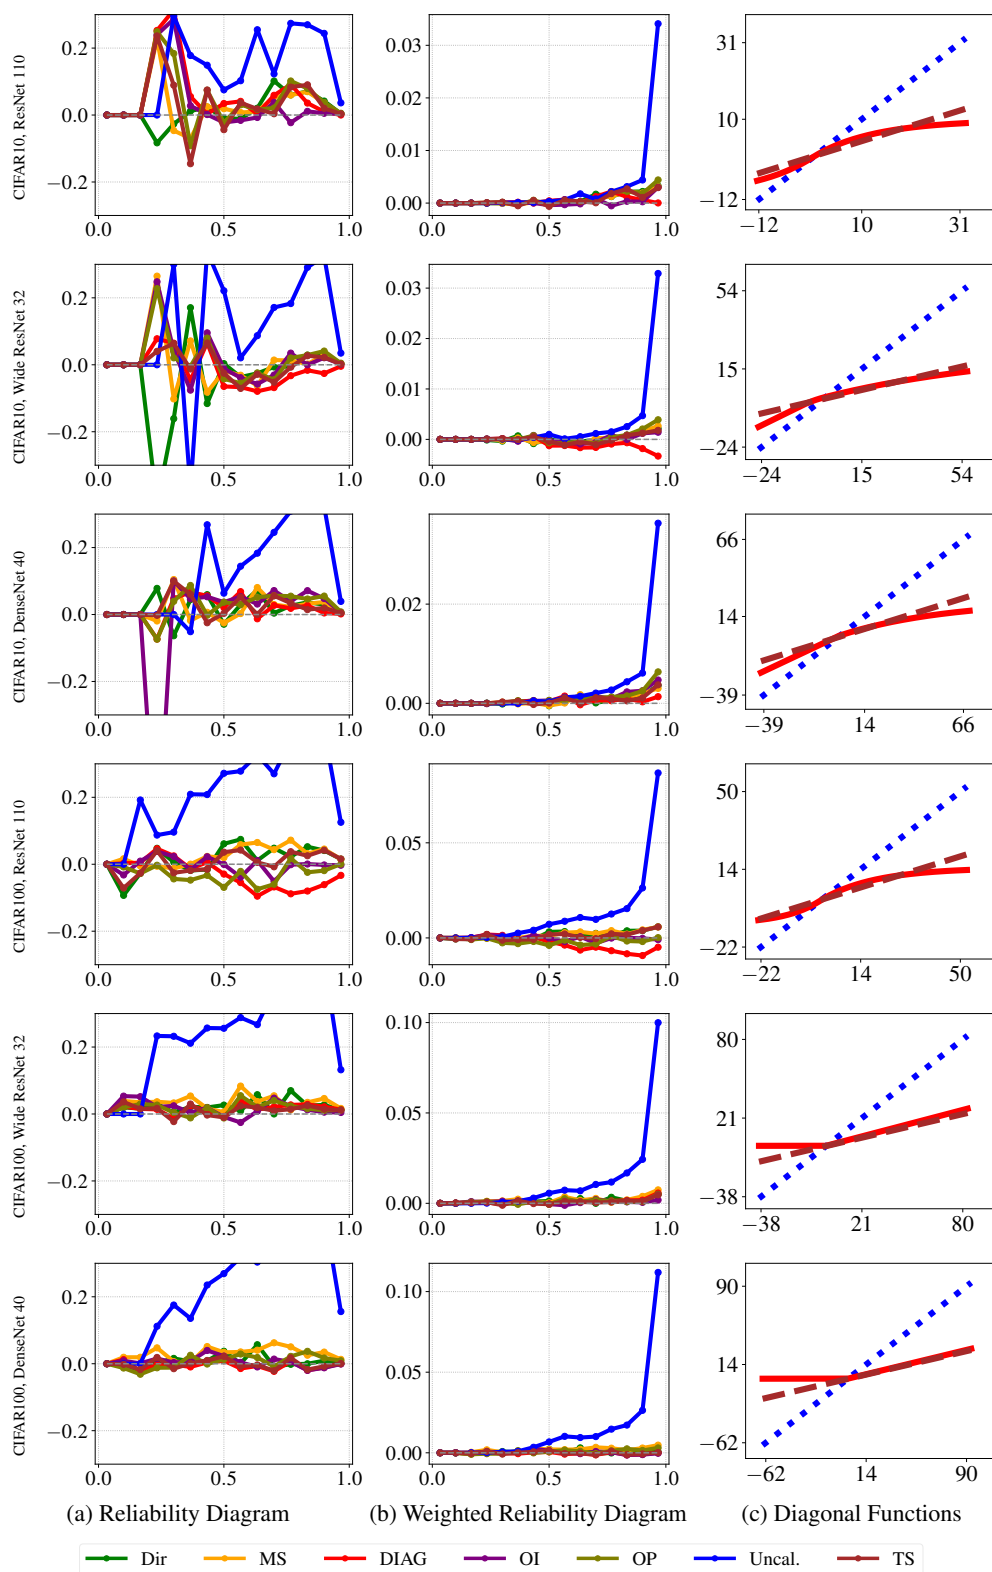 CIFAR10, ResNet 110
0.2
0.0
−0.2
0.0 0.5 1.0
0.03
0.02
0.01
0.00
0.0 0.5 1.0
31
10
−12
−12 10 31
CIFAR10, Wide ResNet 32
0.2
0.0
−0.2
0.0 0.5 1.0
0.03
0.02
0.01
0.00
0.0 0.5 1.0
54
15
−24
−24 15 54
CIFAR10, DenseNet 40
0.2
0.0
−0.2
0.0 0.5 1.0
0.02
0.00
0.0 0.5 1.0
66
14
−39
−39 14 66
CIFAR100, ResNet 110
0.2
0.0
−0.2
0.0 0.5 1.0
0.05
0.00
0.0 0.5 1.0
50
14
−22
−22 14 50
CIFAR100, Wide ResNet 32
0.2
0.0
−0.2
0.0 0.5 1.0
0.10
0.05
0.00
0.0 0.5 1.0
80
21
−38
−38 21 80
CIFAR100, DenseNet 40
0.2
0.0
−0.2
0.0 0.5 1.0
0.10
0.05
0.00
0.0 0.5 1.0
90
14
−62
−62 14 90
(a) Reliability Diagram (b) Weighted Reliability Diagram (c) Diagonal Functions
Dir MS DIAG OI OP Uncal. TS